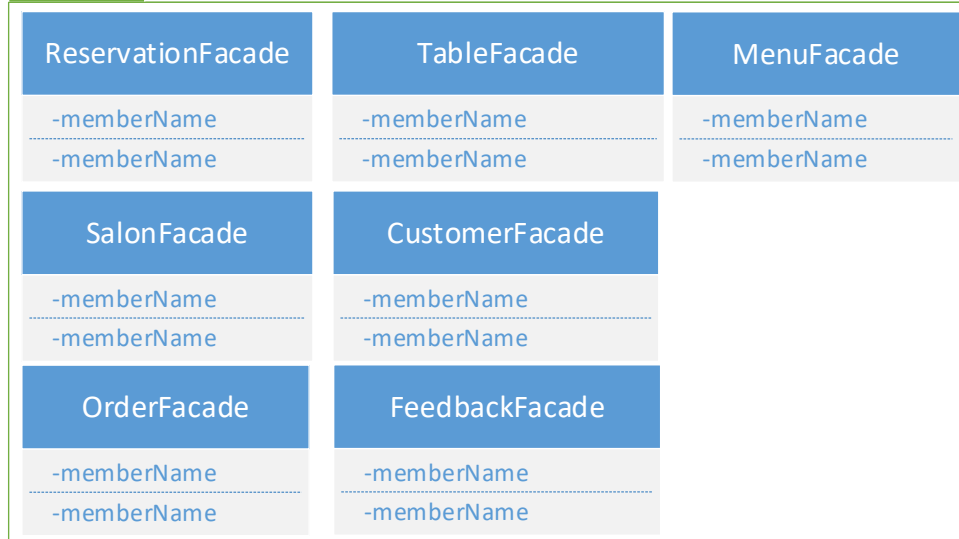 ReservationFacade
-memberName
-memberName
TableFacade
-memberName
-memberName
MenuFacade
-memberName
-memberName
SalonFacade
-memberName
-memberName
CustomerFacade
-memberName
-memberName
OrderFacade
-memberName
-memberName
FeedbackFacade
-memberName
-memberName